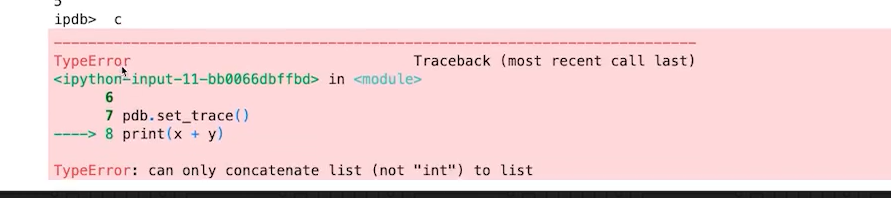 ipdb>  c
---------------------------------------------------------------------------
TypeError                                 Traceback (most recent call last)
<ipython-input-11-bb0066dbffbd> in <module>
      6
      7 pdb.set_trace()
----> 8 print(x + y)
TypeError: can only concatenate list (not "int") to list